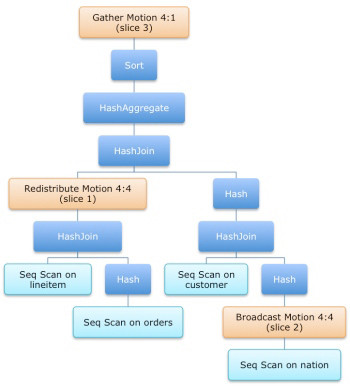 Gather Motion 4:1
(slice 3)
Sort
HashAggregate
HashJoin
Redistribute Motion 4:4
(slice 1)
Hash
HashJoin
HashJoin
Seq Scan on
lineitem
Hash
Seq Scan on
customer
Hash
Seq Scan on orders
Broadcast Motion 4:4
(slice 2)
Seq Scan on nation